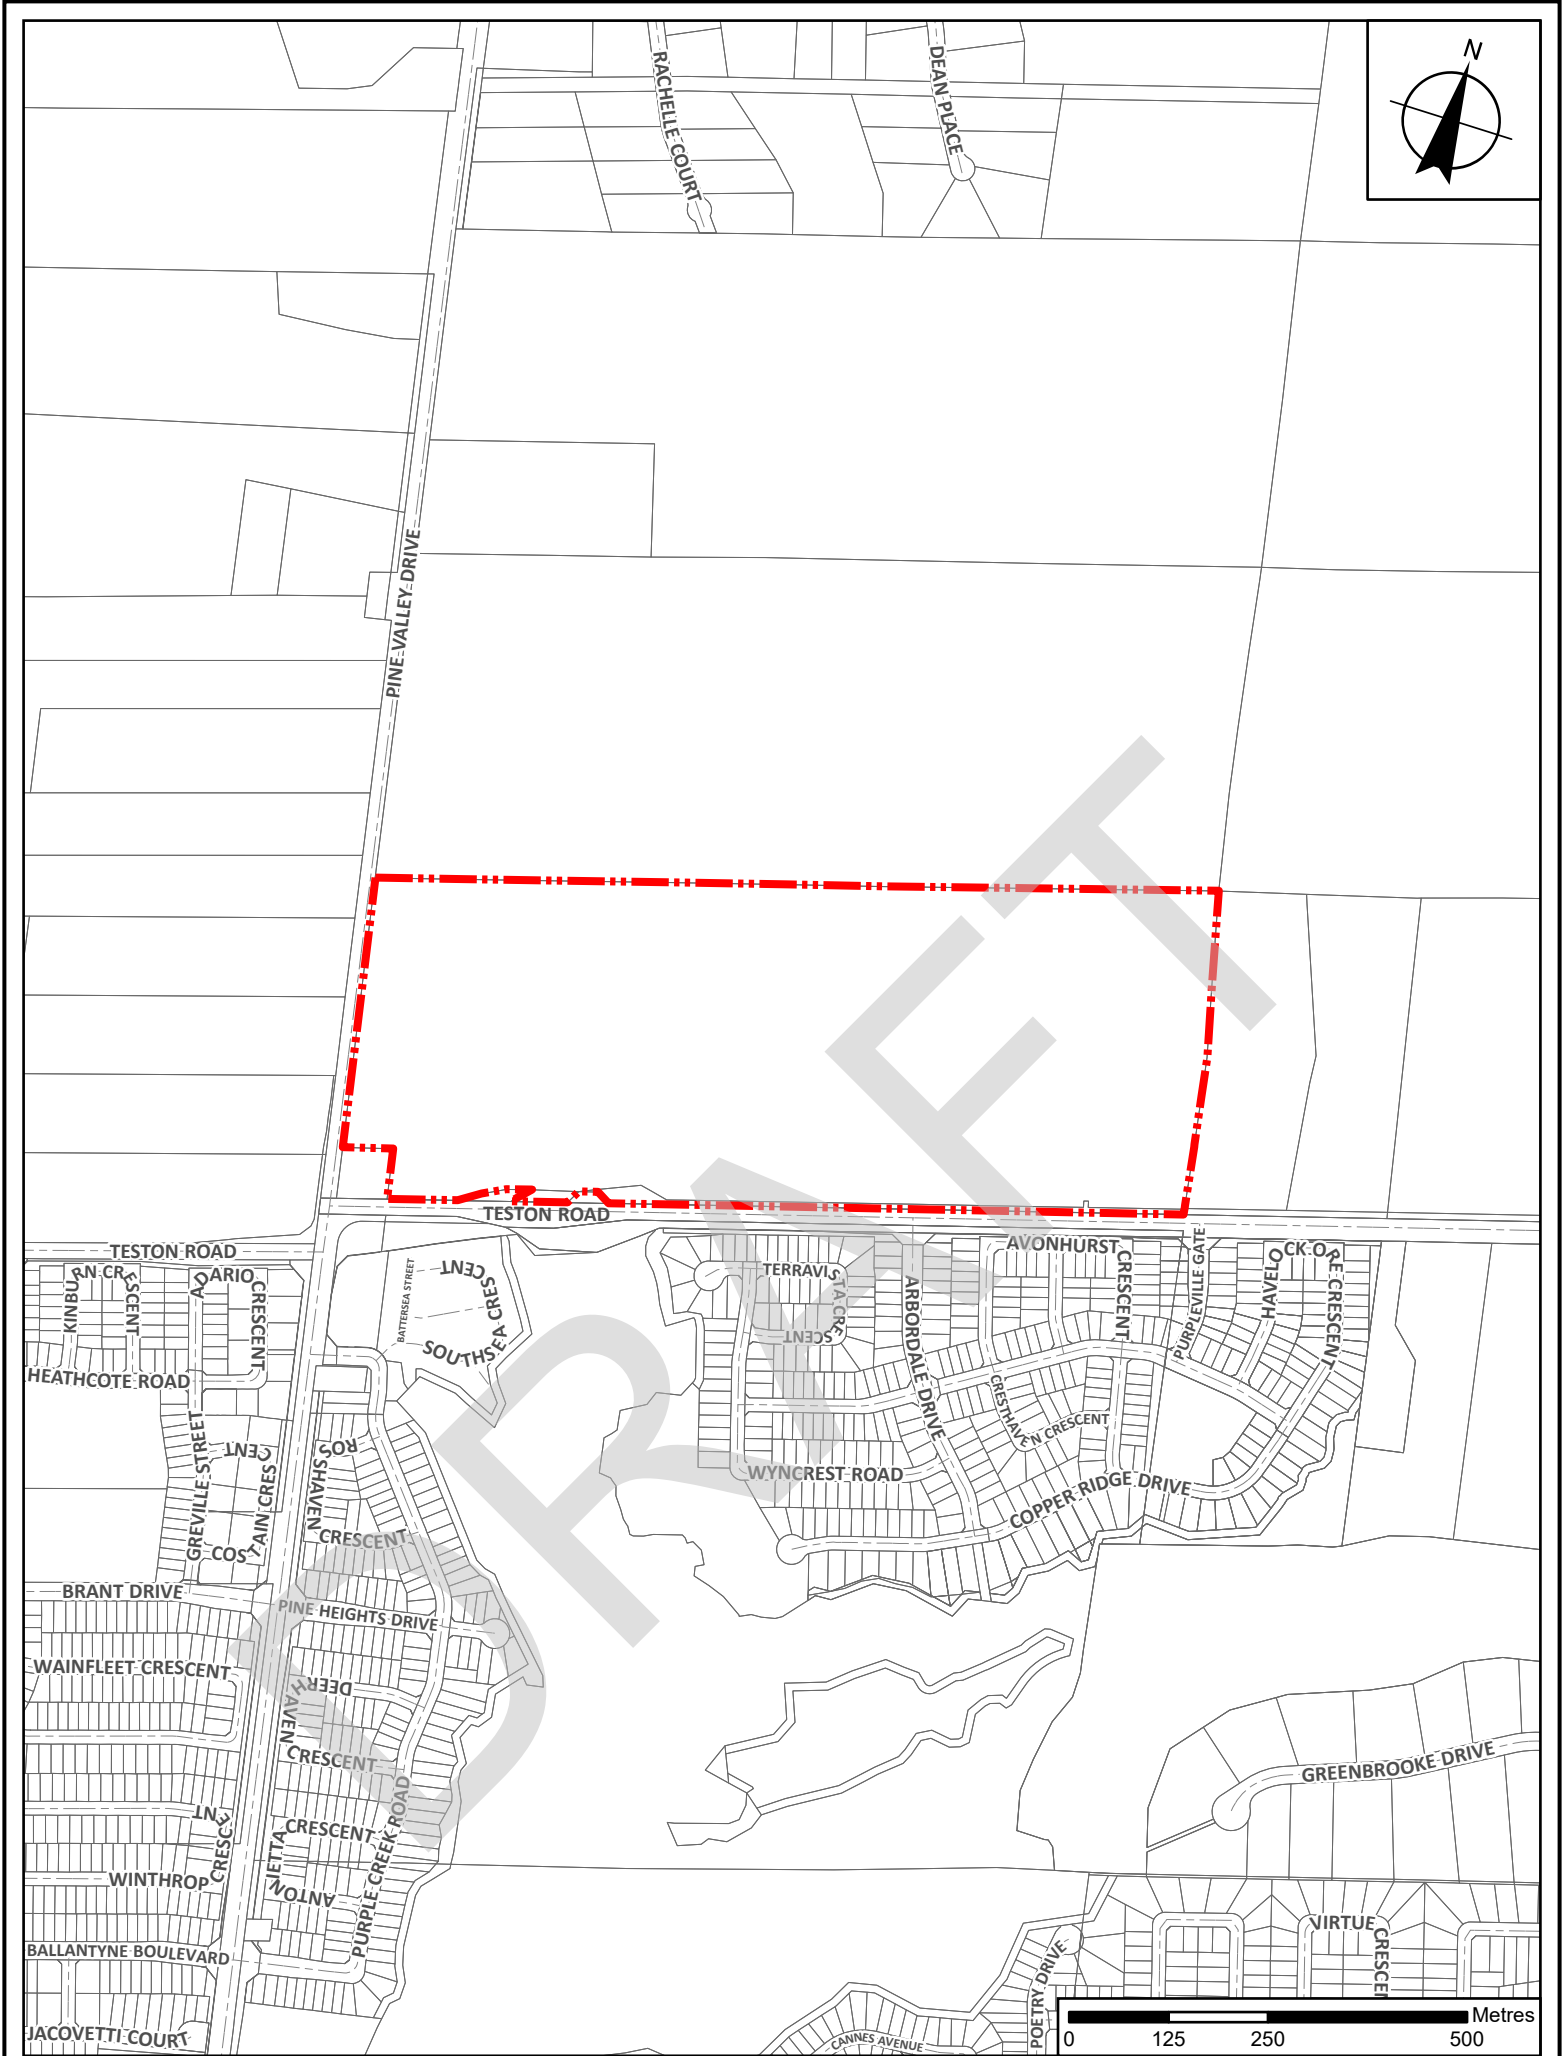 N
RACHELLE COURT
DEAN PLACE
PINE VALLEY DRIVE
TESTON ROAD
TESTON ROAD
KINBURN CRESCENT
ADARIO CRESCENT
HEATHCOTE ROAD
BATTERSEA STREET
SOUTHSEA CRESCENT
TERRAVISTA CRESCENT
ARBORDALE DRIVE
AVONHURST CRESCENT
PURPLEVILLE GATE
HAVELOCK ORE CRESCENT
CRESTHAVEN CRESCENT
WYNCREST ROAD
COPPER RIDGE DRIVE
GREVILLE STREET
COSTAIN CRESCENT
ROSSHAVEN CRESCENT
BRANT DRIVE
PINE HEIGHTS DRIVE
WAINFLEET CRESCENT
DEERHAVEN CRESCENT
WINTHROP CRESCENT
ANTONIETTA CRESCENT
PURPLE CREEK ROAD
BALLANTYNE BOULEVARD
JACOVETTI COURT
GREENBROOKE DRIVE
VIRTUE CRESCEN
POETRY DRIVE
CANNES AVENUE
DRAFT
Metres
0 125 250 500